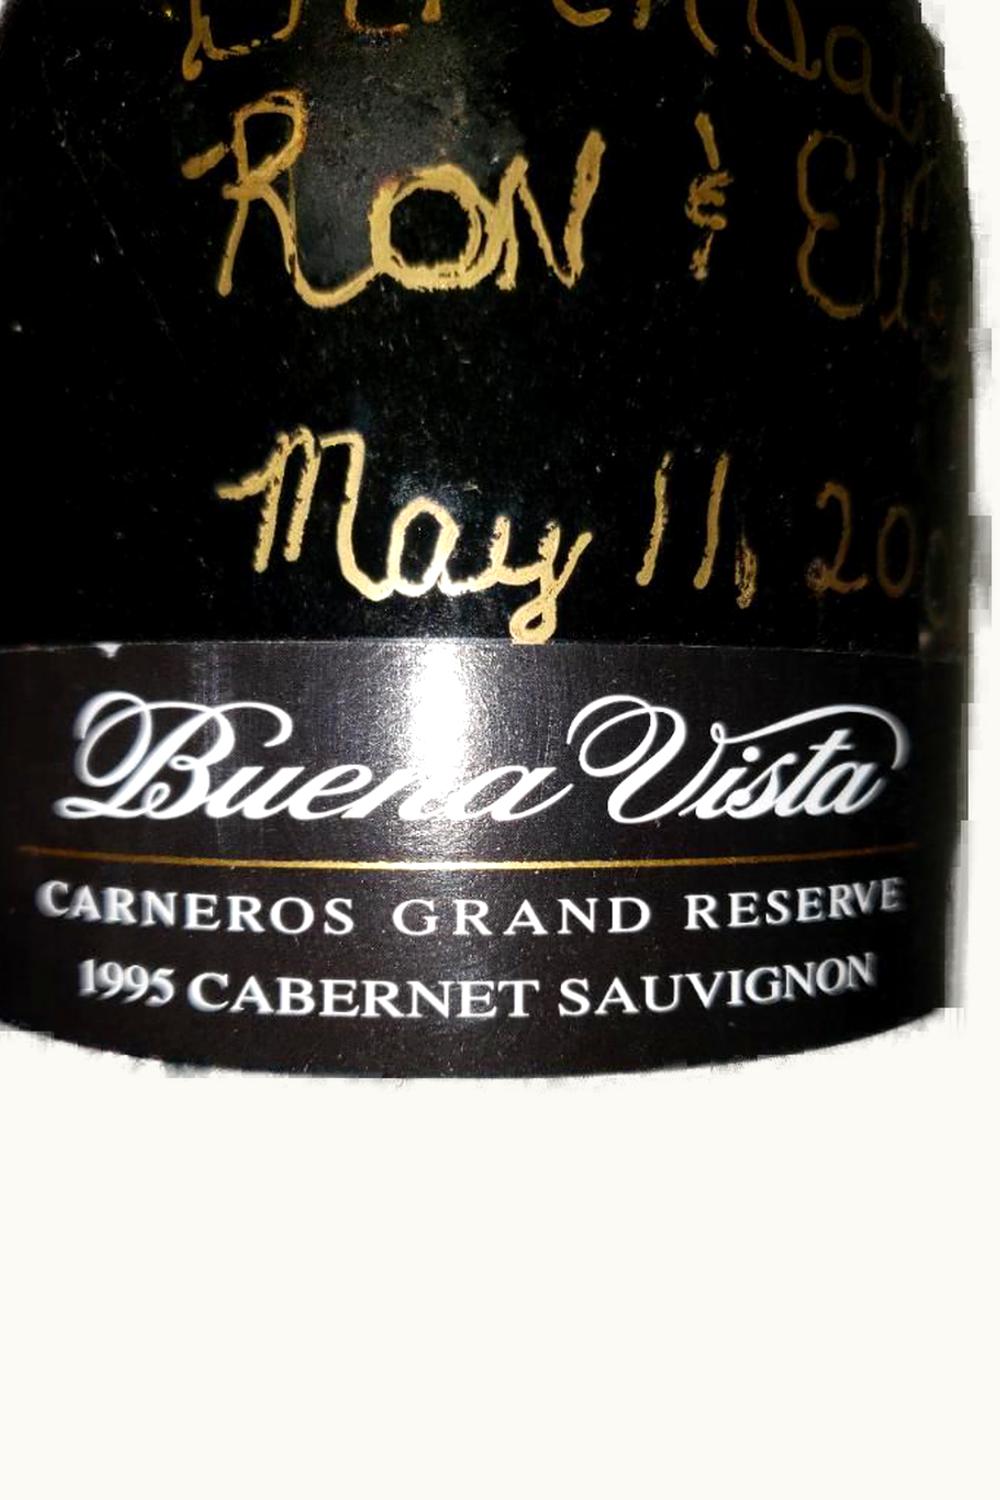 Ron &
May 11, 20
Buena Vista
CARNEROS GRAND RESERVE
1995 CABERNET SAUVIGNON